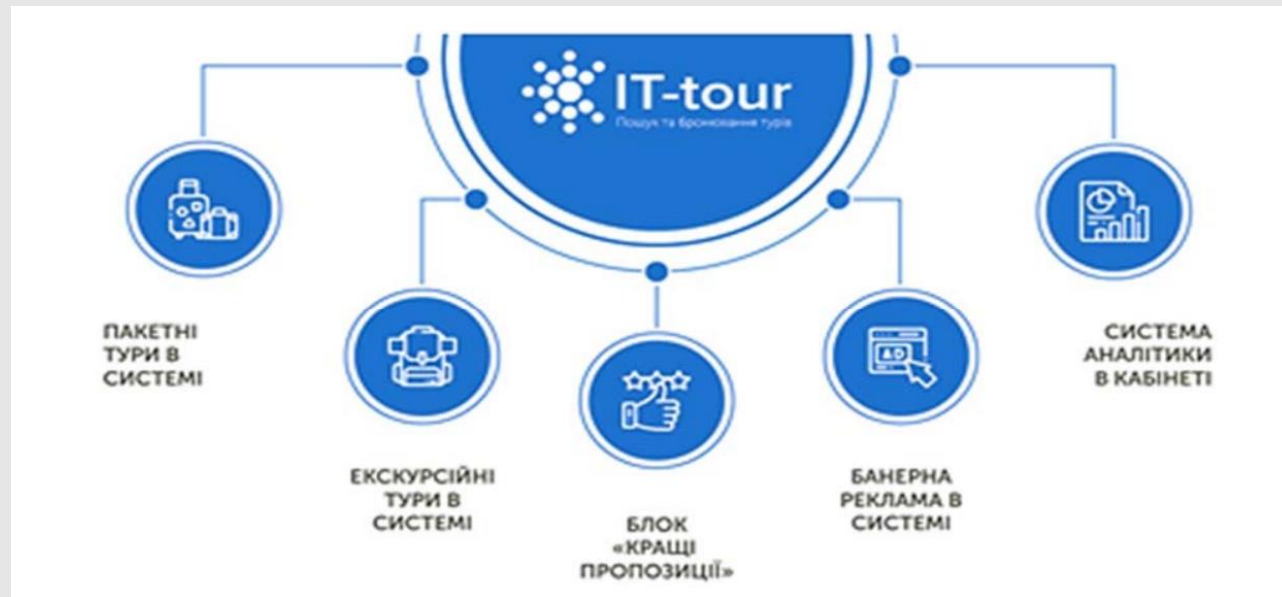 IT-tour
Пошук та бронювання турів
ПАКЕТНІ
ТУРИ В
СИСТЕМІ
ЕКСКУРСІЙНІ
ТУРИ В
СИСТЕМІ
БЛОК
«КРАЩІ
ПРОПОЗИЦІЇ»
AD
БАНЕРНА
РЕКЛАМА В
СИСТЕМІ
СИСТЕМА
АНАЛІТИКИ
В КАБІНЕТІ